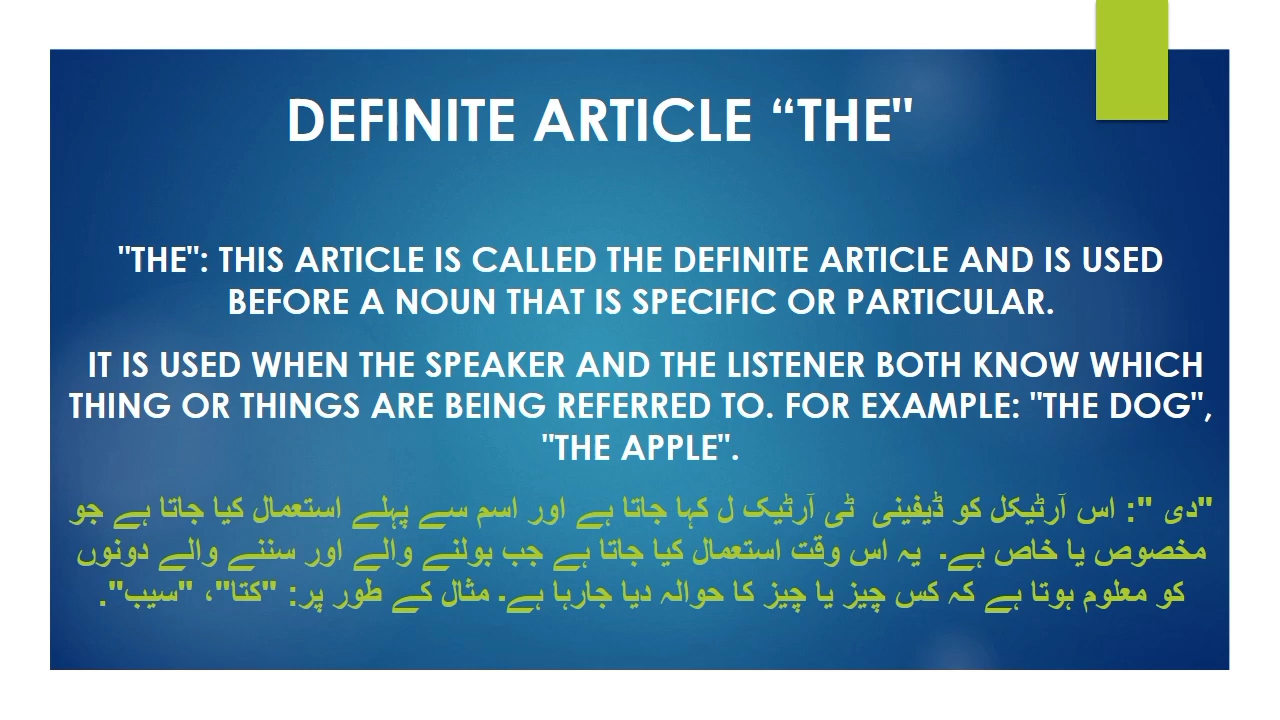 DEFINITE ARTICLE “THE"
"THE": THIS ARTICLE IS CALLED THE DEFINITE ARTICLE AND IS USED
BEFORE A NOUN THAT IS SPECIFIC OR PARTICULAR.
IT IS USED WHEN THE SPEAKER AND THE LISTENER BOTH KNOW WHICH
THING OR THINGS ARE BEING REFERRED TO. FOR EXAMPLE: "THE DOG",
"THE APPLE".
"دی ": اس آرٹیکل کو ڈیفینی ٹی آرٹیک ل کہا جاتا ہے اور اسم سے پہلے استعمال کیا جاتا ہے جو
مخصوص یا خاص ہے۔ یہ اس وقت استعمال کیا جاتا ہے جب بولنے والے اور سننے والے دونوں
کو معلوم ہوتا ہے کہ کس چیز یا چیز کا حوالہ دیا جارہا ہے۔ مثال کے طور پر: "کتا"، "سیب".